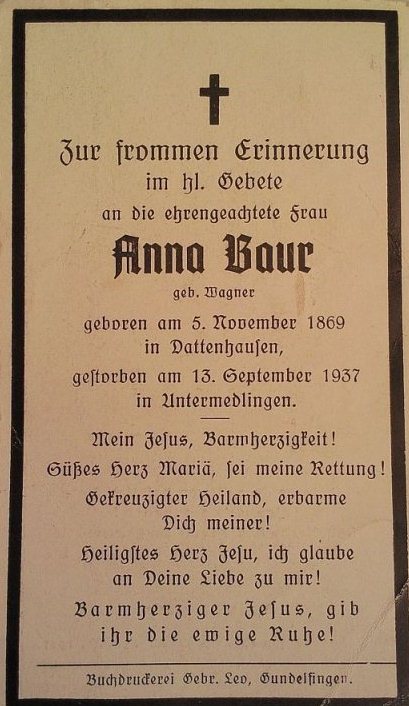 Zur frommen Erinnerung
im hl. Gebete
an die ehrengeachtete Frau
Anna Baur
geb. Wagner
geboren am 5. November 1869
in Dattenhausen,
gestorben am 13. September 1937
in Untermedlingen.
Mein Jesus, Barmherzigkeit!
Süßes Herz Mariä, sei meine Rettung!
Gekreuzigter Heiland, erbarme
Dich meiner!
Heiligstes Herz Jesu, ich glaube
an Deine Liebe zu mir!
Barmherziger Jesus, gib
ihr die ewige Ruhe!
Buchdruckerei Gebr. Leo, Gundelfingen.